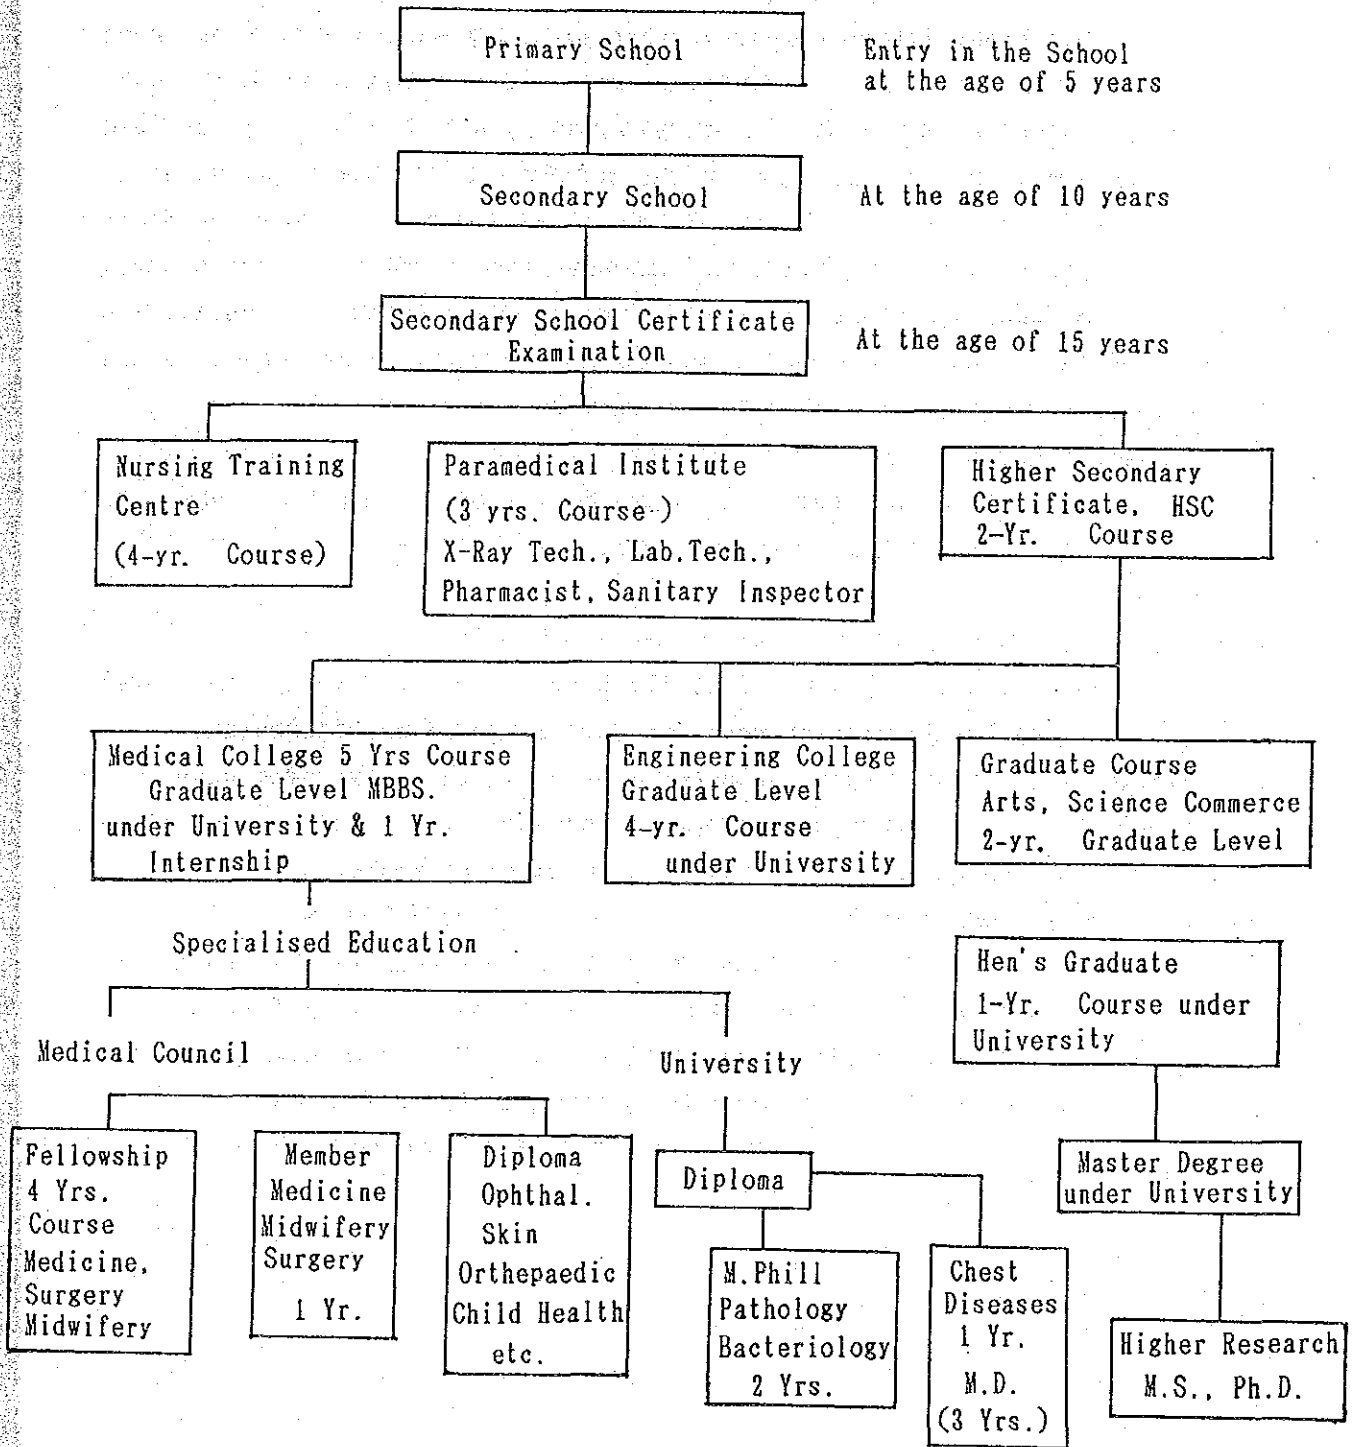 Primary School
Entry in the School
at the age of 5 years
Secondary School
At the age of 10 years
Secondary School Certificate
Examination
At the age of 15 years
Nursing Training
Centre
(4-yr. Course)
Paramedical Institute
(3 yrs. Course )
X-Ray Tech., Lab.Tech.,
Pharmacist, Sanitary Inspector
Higher Secondary
Certificate, HSC
2-Yr. Course
Medical College 5 Yrs Course
Graduate Level MBBS.
under University & 1 Yr.
Internship
Engineering College
Graduate Level
4-yr. Course
under University
Graduate Course
Arts, Science Commerce
2-yr. Graduate Level
Specialised Education
Hen's Graduate
1-Yr. Course under
University
Medical Council
University
Fellowship
4 Yrs.
Course
Medicine,
Surgery
Midwifery
Member
Medicine
Midwifery
Surgery
1 Yr.
Diploma
Ophthal.
Skin
Orthepaedic
Child Health
etc.
Diploma
M.Phill
Pathology
Bacteriology
2 Yrs.
Chest
Diseases
1 Yr.
M.D.
(3 Yrs.)
Master Degree
under University
Higher Research
M.S., Ph.D.